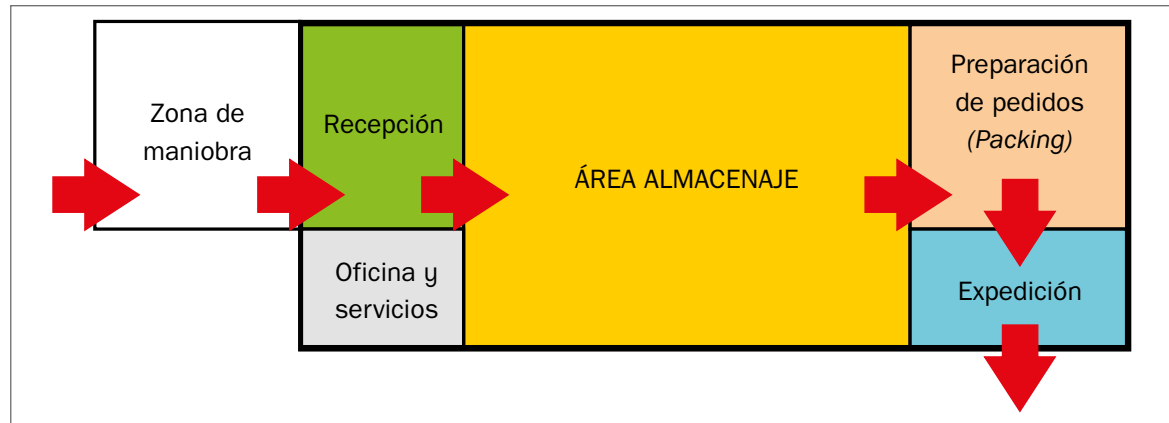 Zona de
maniobra
Recepción
Oficina y
servicios
ÁREA ALMACENAJE
Preparación
de pedidos
(Packing)
Expedición